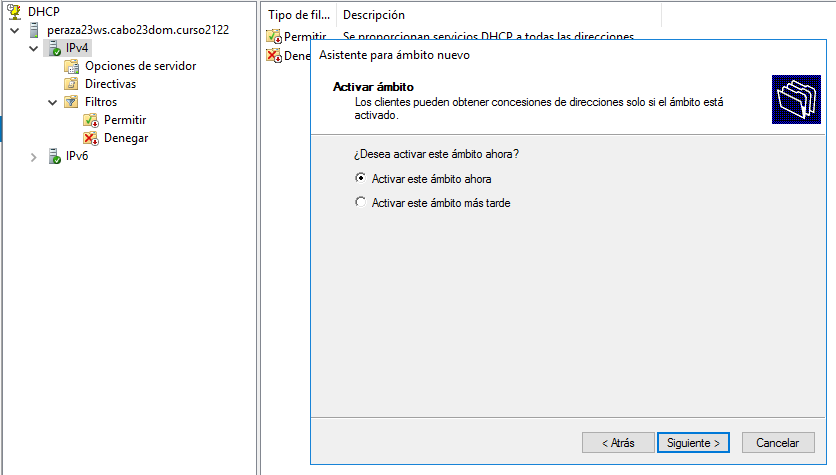 DHCP
peraza23ws.cabo23dom.curso2122
IPv4
Opciones de servidor
Directivas
Filtros
Permitir
Denegar
IPv6
Tipo de fil... Descripción
Permitir Se proporcionan servicios DHCP a todas las direcciones
Dene
Asistente para ámbito nuevo
Activar ámbito
Los clientes pueden obtener concesiones de direcciones solo si el ámbito está
activado.
¿Desea activar este ámbito ahora?
Activar este ámbito ahora
Activar este ámbito más tarde
< Atrás Siguiente > Cancelar